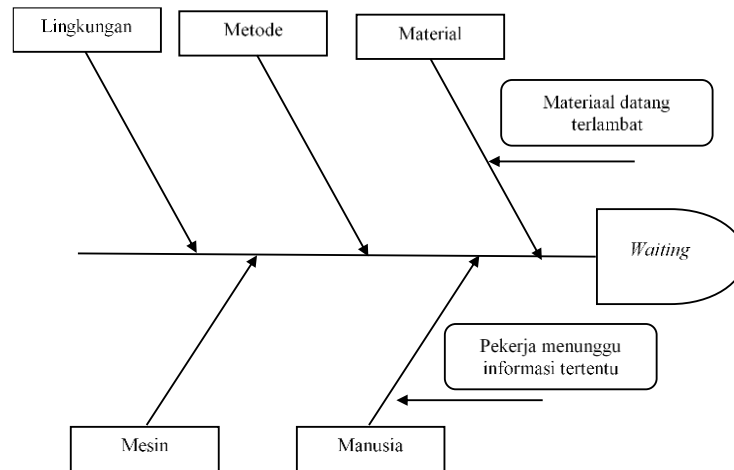 Lingkungan
Metode
Material
Materiaal datang
terlambat
Waiting
Pekerja menunggu
informasi tertentu
Mesin
Manusia